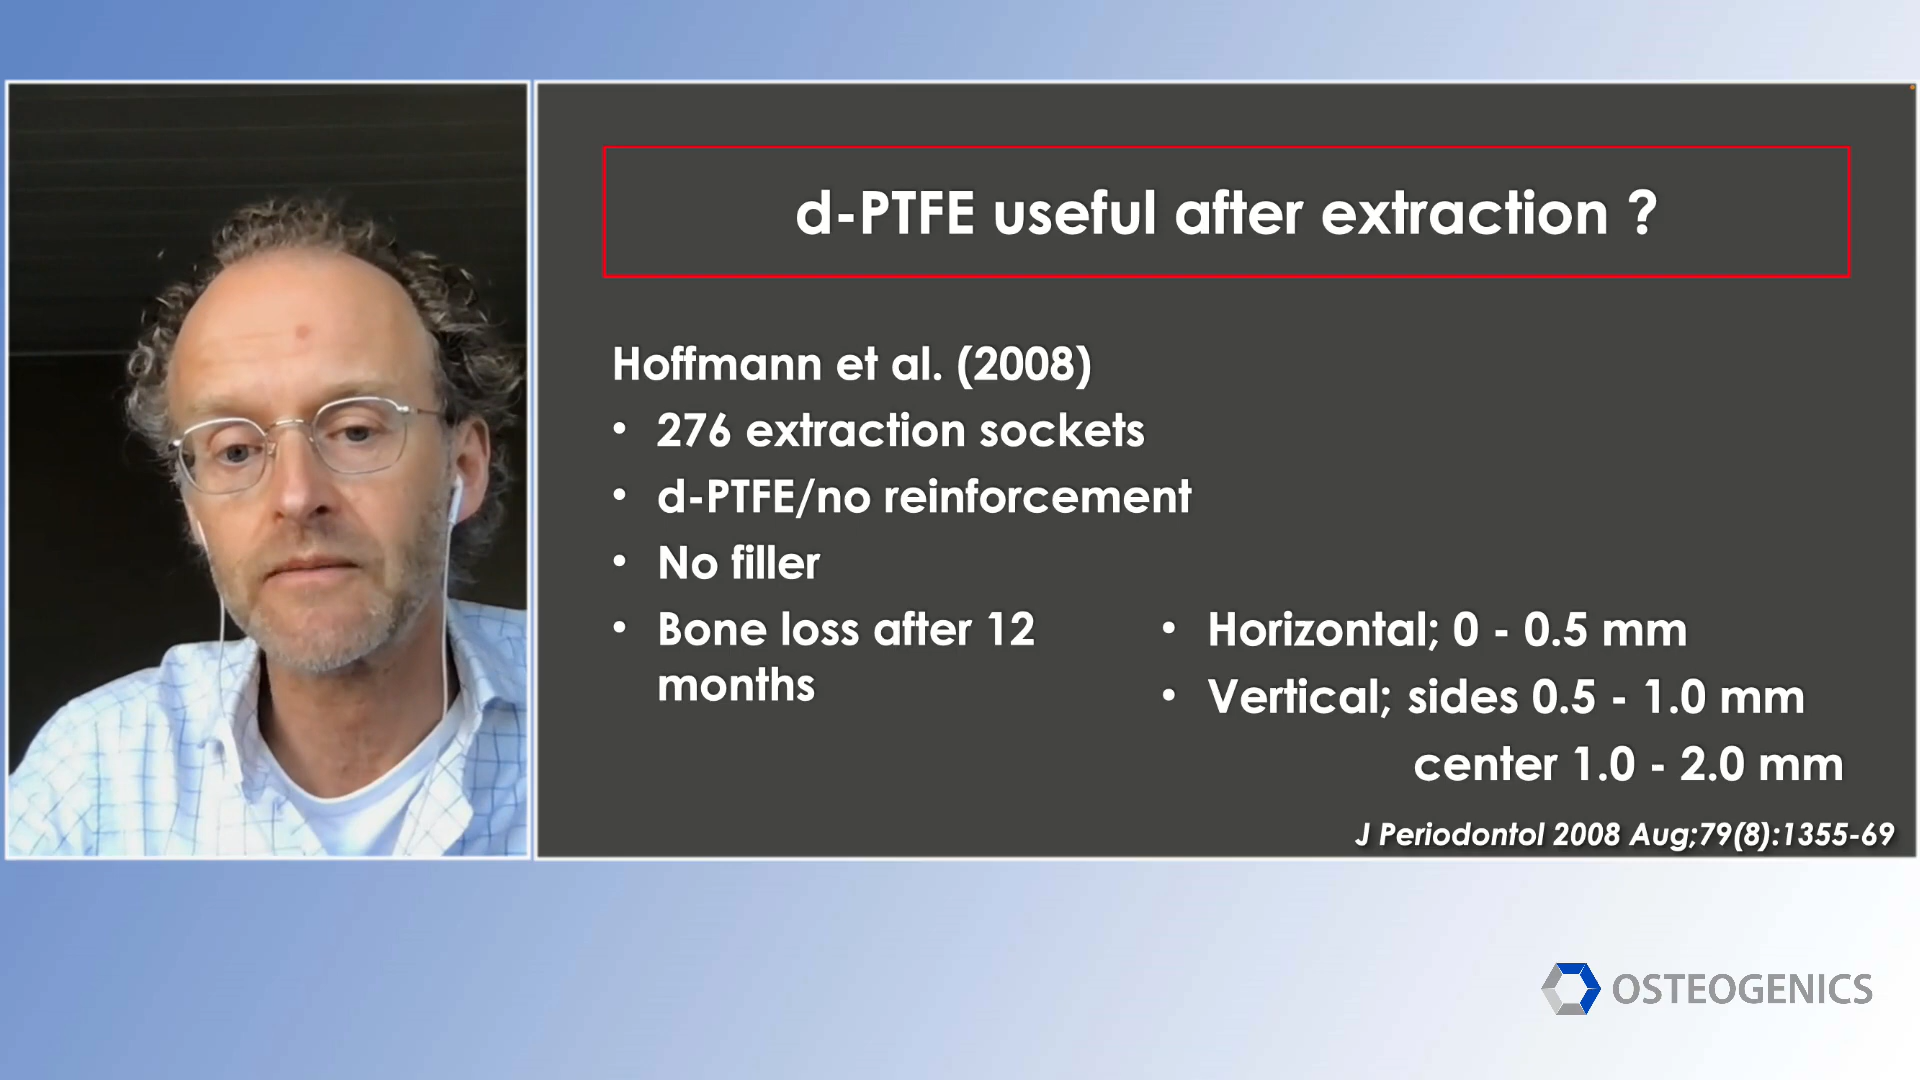 d-PTFE useful after extraction ?
Hoffmann et al. (2008)
• 276 extraction sockets
• d-PTFE/no reinforcement
• No filler
• Bone loss after 12
months
• Horizontal; 0 - 0.5 mm
• Vertical; sides 0.5 - 1.0 mm
center 1.0 - 2.0 mm
J Periodontol 2008 Aug;79(8):1355-69
OSTEOGENICS